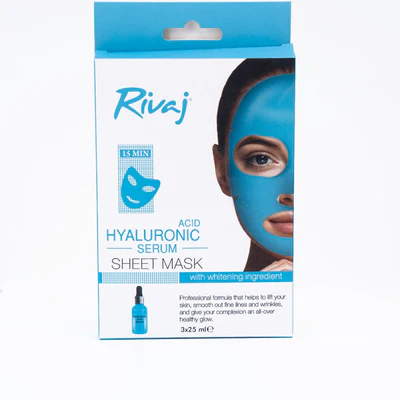 Rivaj
15 MIN
ACID
HYALURONIC
SERUM
SHEET MASK
with whitening ingredient
Professional formula that helps to lift your
skin, smooth out fine lines and wrinkles,
and give your complexion an all-over
healthy glow.
3x25 ml ℮